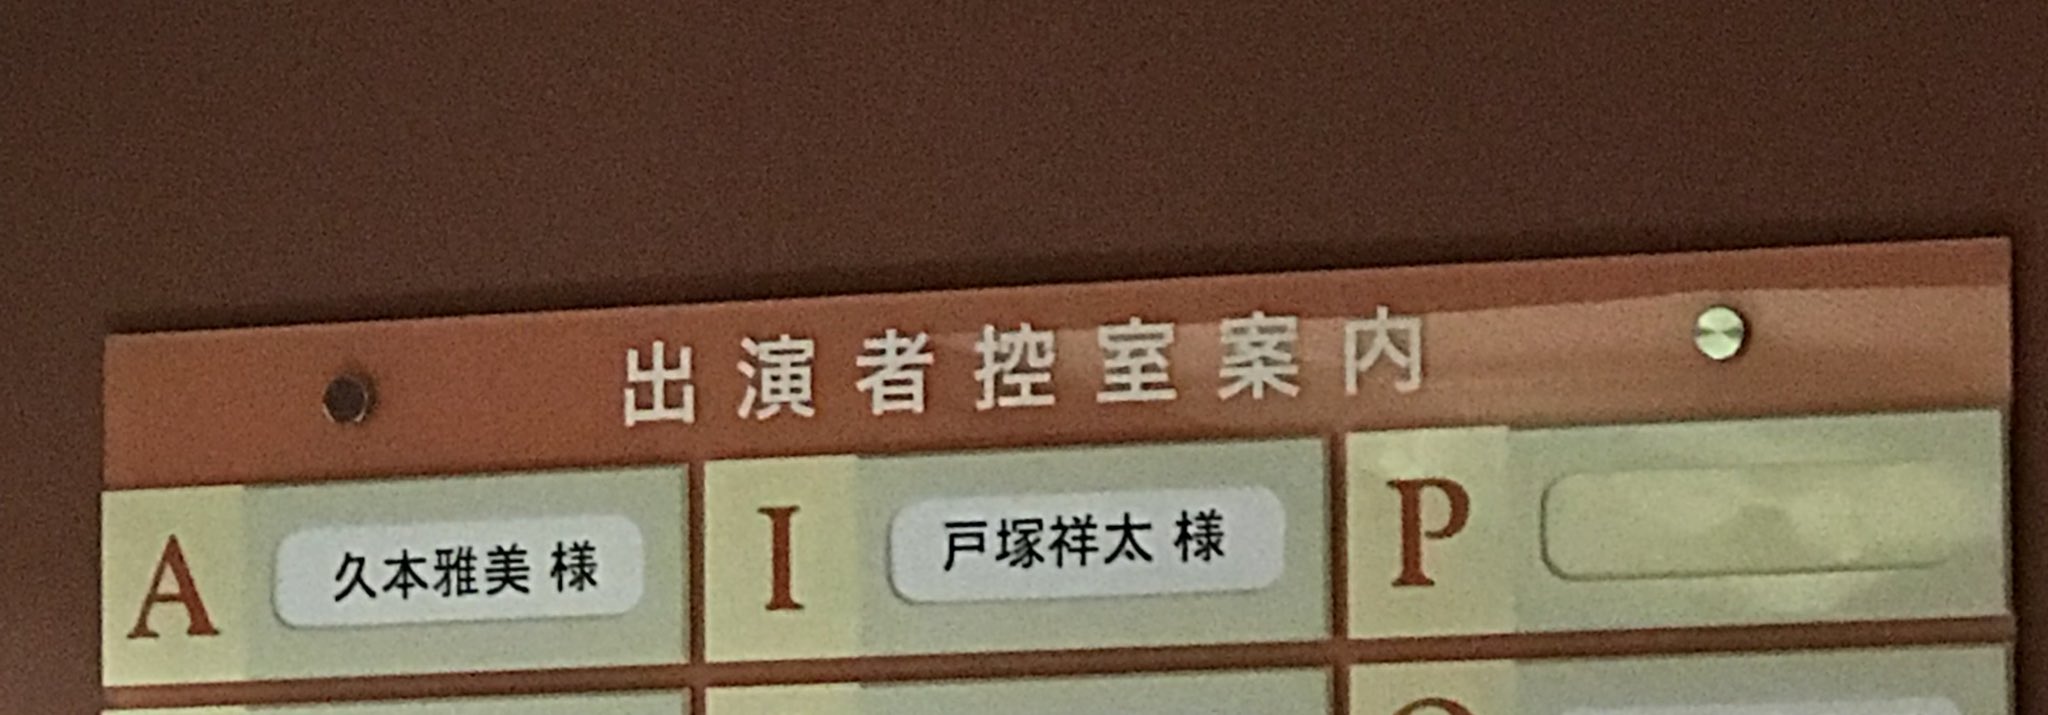 出演者控室案内
A 久本雅美 様
I 戸塚祥太 様
P